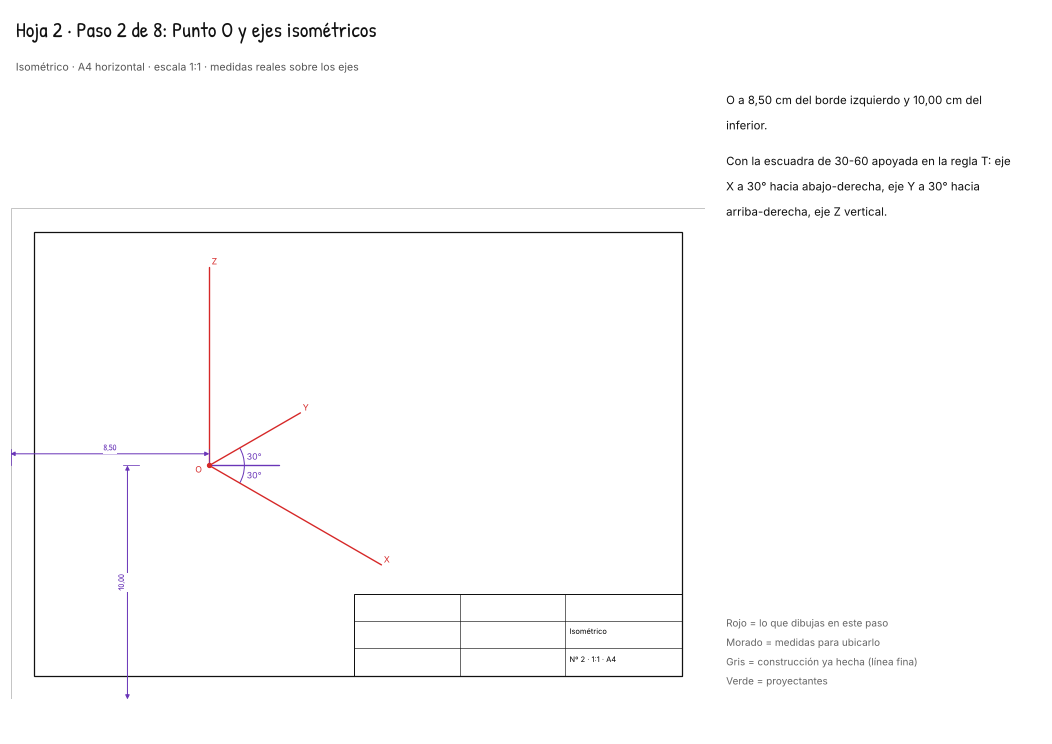 Hoja 2 · Paso 2 de 8: Punto O y ejes isométricos
Isométrico · A4 horizontal · escala 1:1 · medidas reales sobre los ejes
O a 8,50 cm del borde izquierdo y 10,00 cm del
inferior.
Con la escuadra de 30-60 apoyada en la regla T: eje
X a 30° hacia abajo-derecha, eje Y a 30° hacia
arriba-derecha, eje Z vertical.
Z
Y
8,50
30°
O
30°
X
10,00
Isométrico
Nº 2 · 1:1 · A4
Rojo = lo que dibujas en este paso
Morado = medidas para ubicarlo
Gris = construcción ya hecha (línea fina)
Verde = proyectantes